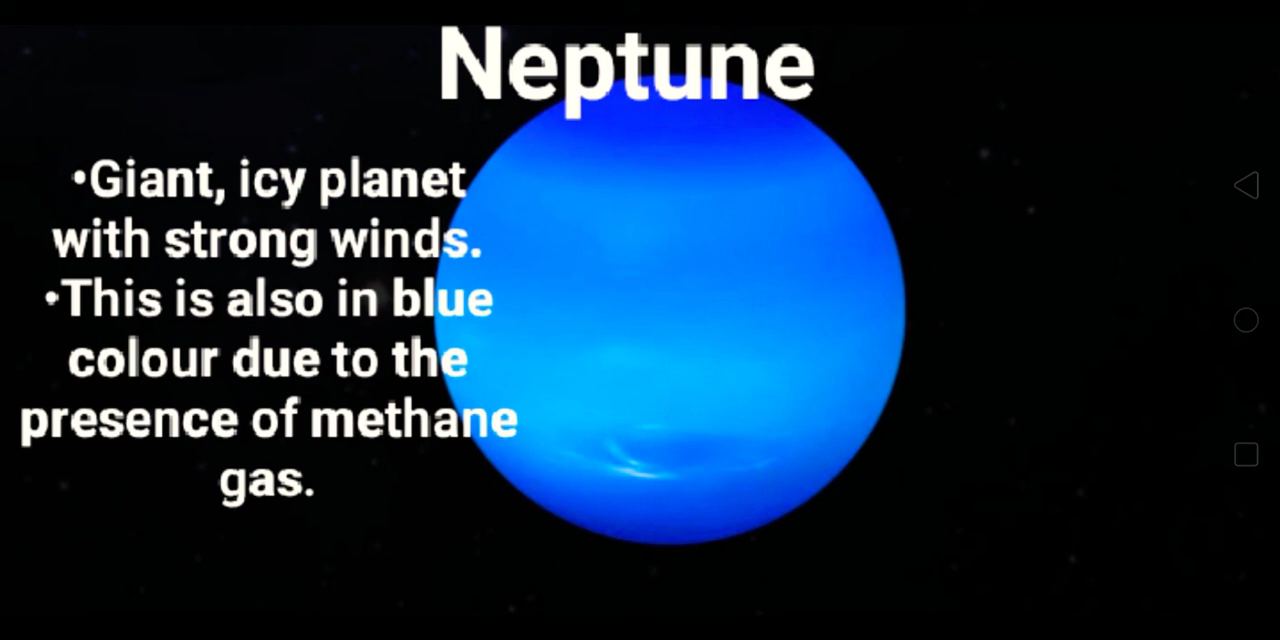 Neptune
•Giant, icy planet
with strong winds.
•This is also in blue
colour due to the
presence of methane
gas.